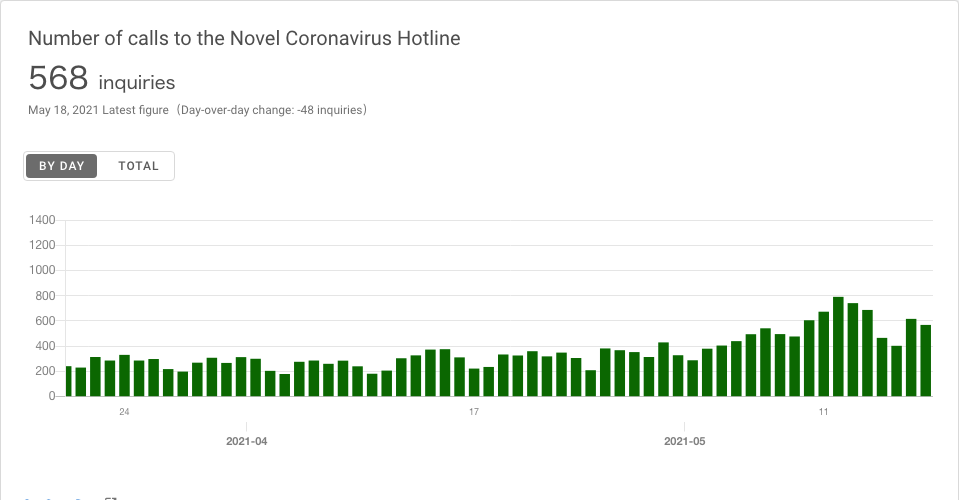 Number of calls to the Novel Coronavirus Hotline
568 inquiries
May 18, 2021 Latest figure（Day-over-day change: -48 inquiries）
BY DAY TOTAL
1400
1200
1000
800
600
400
200
0
24 17 11
2021-04 2021-05